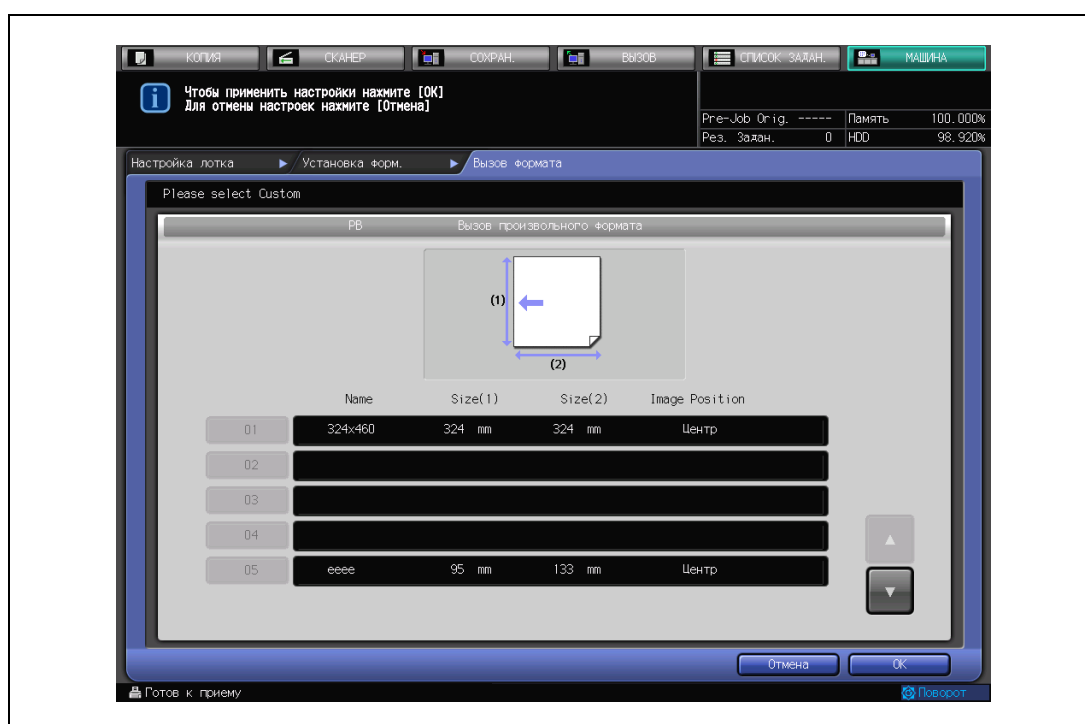 КОПИЯ СКАНЕР СОХРАН. ВЫЗОВ СПИСОК ЗАДАН. МАШИНА
Чтобы применить настройки нажмите [OK]
Для отмены настроек нажмите [Отмена]
Pre-Job Orig. ----- Память 100.000%
Рез. Задан. 0 HDD 98.920%
Настройка лотка Установка форм. Вызов формата
Please select Custom
PB Вызов произвольного формата
(1)
(2)
Name Size(1) Size(2) Image Position
01 324x460 324 mm 324 mm Центр
02
03
04
05 eeee 95 mm 133 mm Центр
Отмена OK
Готов к приему Поворот